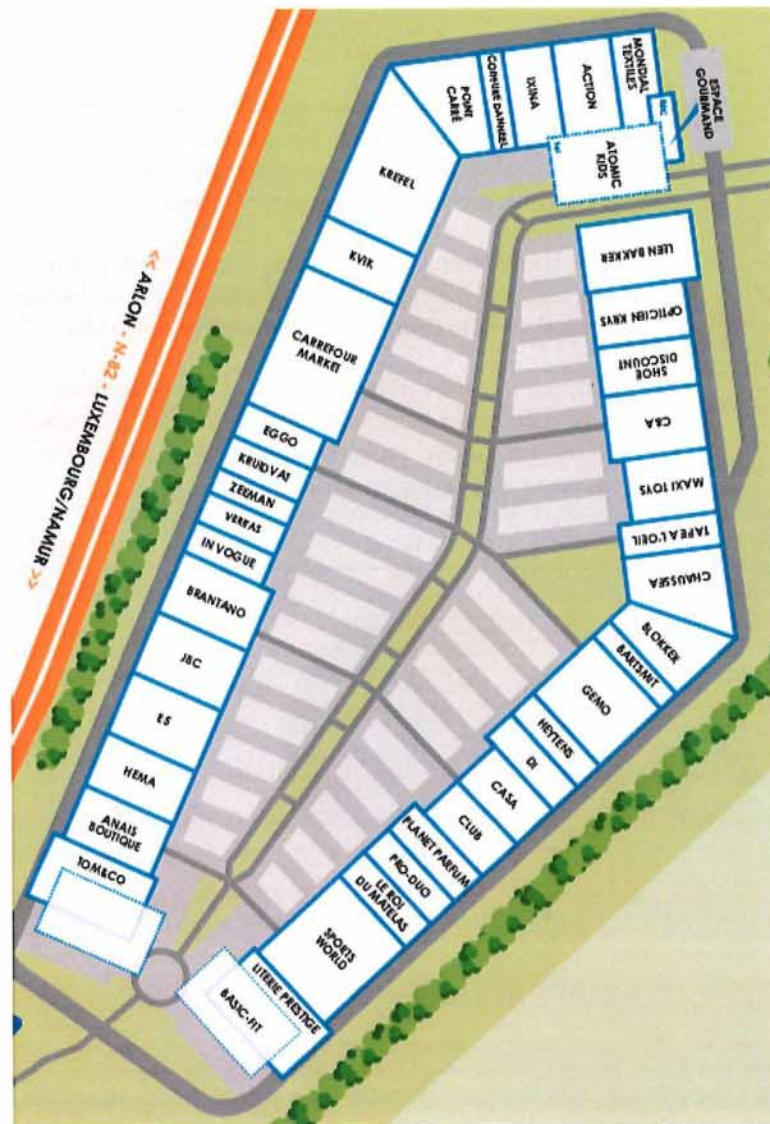 MONDIAL
TEXTILES
ESPACE
GOURMAND
ACTION
IXINA
COIFFURE DANNEEL
POINT
CARRÉ
ATOMIC
KIDS
KREFEL
KVIK
CARREFOUR
MARKET
EGGO
KRUIDVAT
ZEEMAN
VERITAS
IN VOGUE
BRANTANO
JBC
E5
HEMA
ANAIS
BOUTIQUE
TOM&CO
LEEN BAKKER
OPTICIEN KRYS
SHOE
DISCOUNT
C&A
MAXI TOYS
TAPE A L'OEIL
CHAUSSEA
BLOKKER
BARTSMIT
GEMO
HEYTENS
DI
CASA
CLUB
PLANET PARFUM
PRO-DUO
LE ROI
DU MATELAS
SPORTS
WORLD
LITERIE PRESTIGE
BASIC-FIT
<< ARLON - N-82 - LUXEMBOURG/NAMUR >>